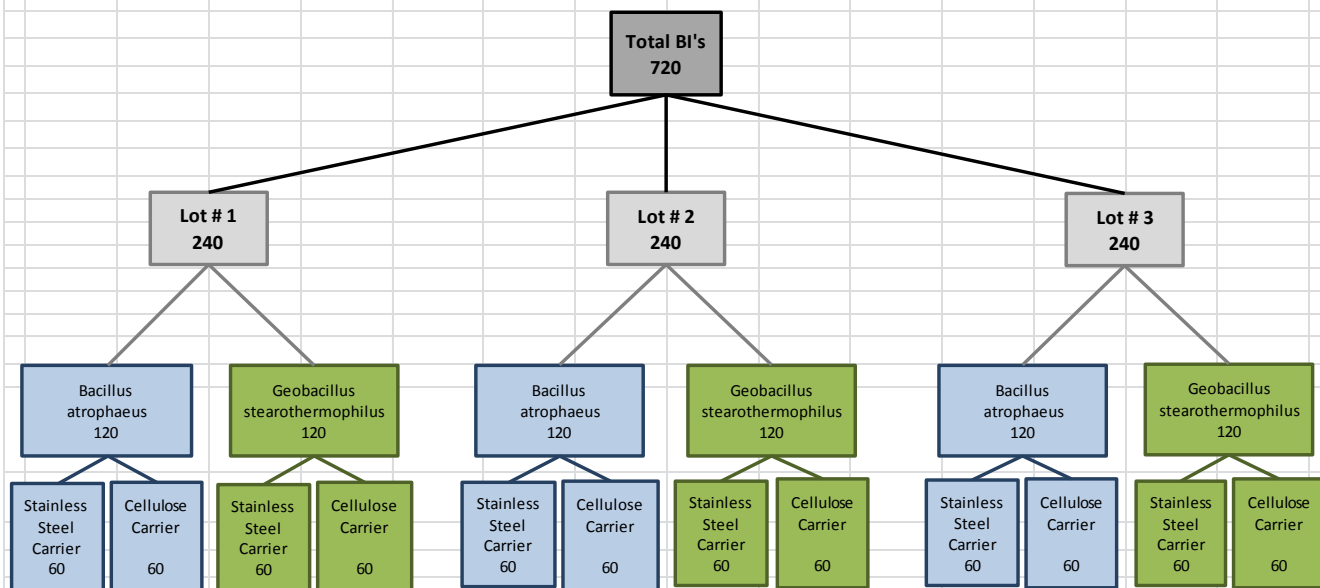 Total BI's
720
Lot # 1
240
Lot # 2
240
Lot # 3
240
Bacillus
atrophaeus
120
Geobacillus
stearothermophilus
120
Bacillus
atrophaeus
120
Geobacillus
stearothermophilus
120
Bacillus
atrophaeus
120
Geobacillus
stearothermophilus
120
Stainless
Steel
Carrier
60
Cellulose
Carrier
60
Stainless
Steel
Carrier
60
Cellulose
Carrier
60
Stainless
Steel
Carrier
60
Cellulose
Carrier
60
Stainless
Steel
Carrier
60
Cellulose
Carrier
60
Stainless
Steel
Carrier
60
Cellulose
Carrier
60
Stainless
Steel
Carrier
60
Cellulose
Carrier
60